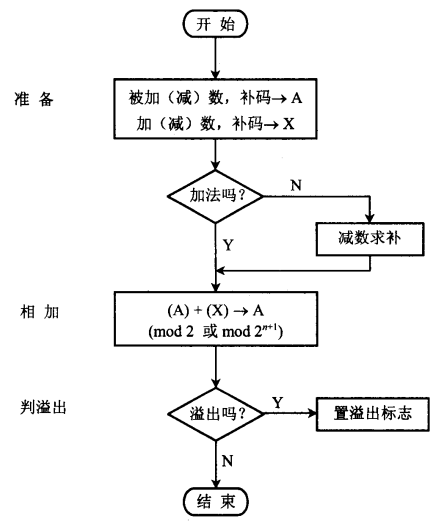 开 始
准 备
被加（减）数，补码→A
加（减）数，补码→X
加法吗？
N
减数求补
Y
相 加
(A) + (X) → A
(mod 2 或 mod 2ⁿ⁺¹)
判溢出
溢出吗？
Y
置溢出标志
N
结 束